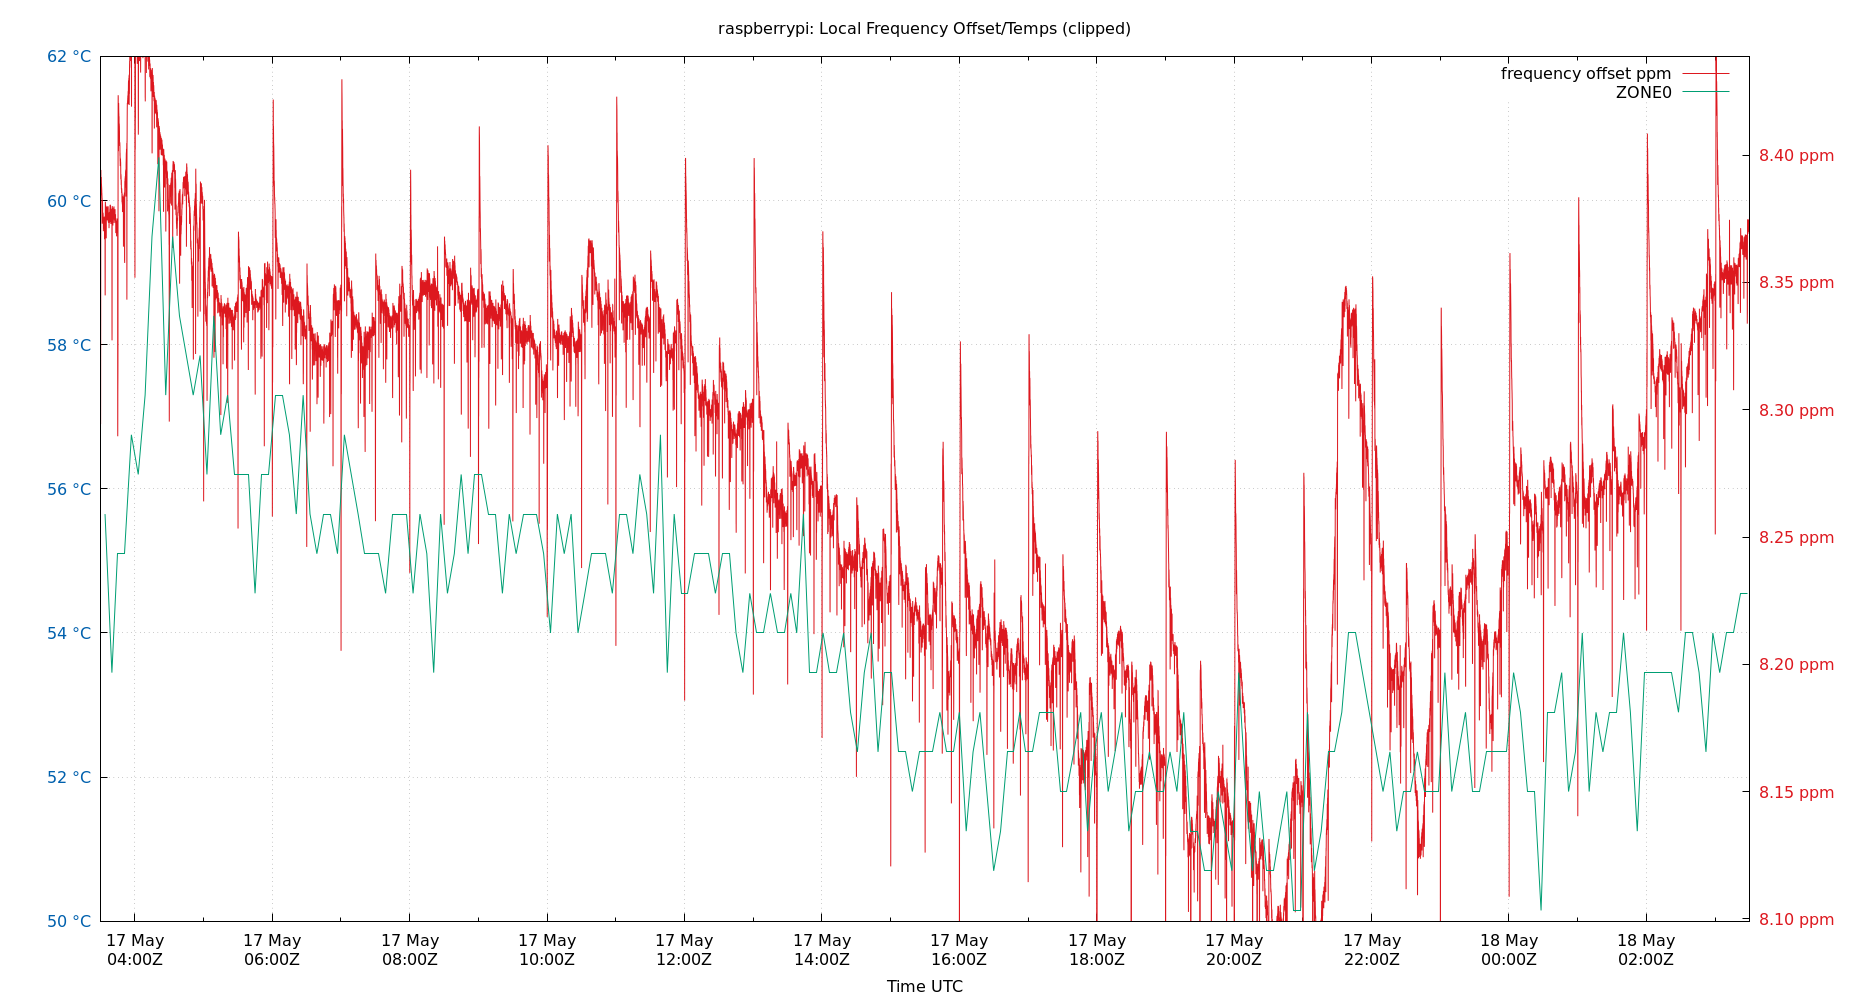 raspberrypi: Local Frequency Offset/Temps (clipped)
62 °C
60 °C
58 °C
56 °C
54 °C
52 °C
50 °C
frequency offset ppm
ZONE0
8.40 ppm
8.35 ppm
8.30 ppm
8.25 ppm
8.20 ppm
8.15 ppm
8.10 ppm
17 May 17 May 17 May 17 May 17 May 17 May 17 May 17 May 17 May 17 May 18 May 18 May
04:00Z 06:00Z 08:00Z 10:00Z 12:00Z 14:00Z 16:00Z 18:00Z 20:00Z 22:00Z 00:00Z 02:00Z
Time UTC